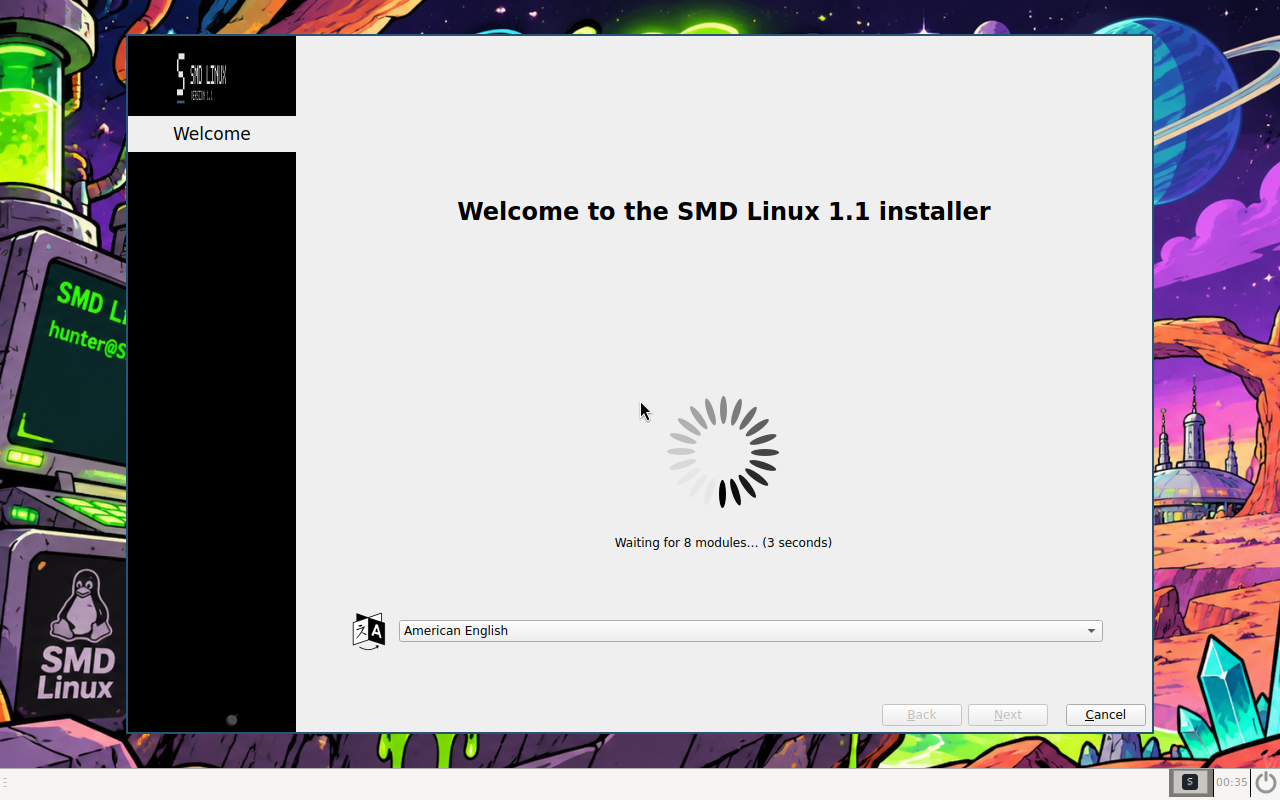 SMD LINUX
VERSION 1.1
Welcome
Welcome to the SMD Linux 1.1 installer
SMD Li
hunter@S
Waiting for 8 modules... (3 seconds)
American English
SMD
Linux
Back
Next
Cancel
S
00:35